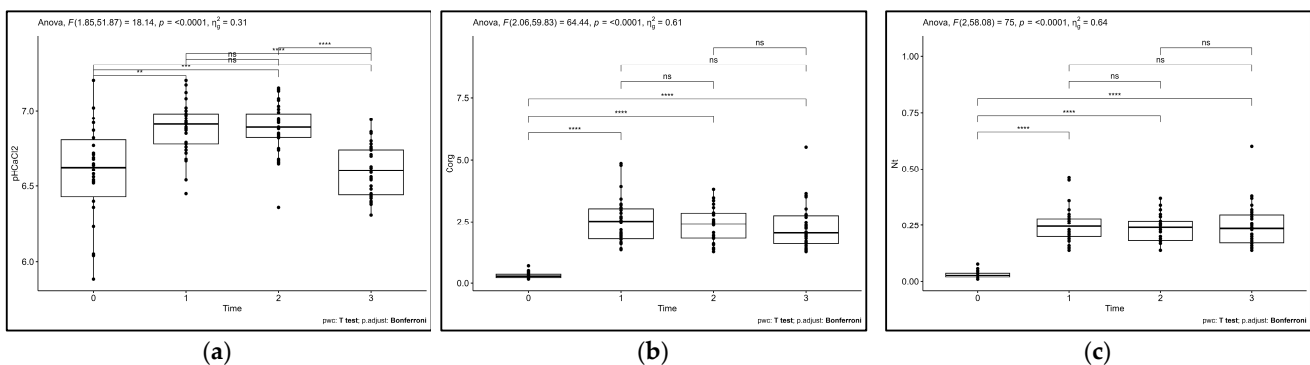 Anova, F(1.85,51.87) = 18.14, p = <0.0001, η²g = 0.31
****
****
ns
ns
ns
***
**
7.0
6.5
6.0
pHCaCl2
0 1 2 3
Time
pwc: T test; p.adjust: Bonferroni
(a)
Anova, F(2.06,59.83) = 64.44, p = <0.0001, η²g = 0.61
ns
ns
ns
****
****
****
7.5
5.0
2.5
0.0
Corg
0 1 2 3
Time
pwc: T test; p.adjust: Bonferroni
(b)
Anova, F(2,58.08) = 75, p = <0.0001, η²g = 0.64
ns
ns
ns
****
****
****
1.00
0.75
0.50
0.25
0.00
Nt
0 1 2 3
Time
pwc: T test; p.adjust: Bonferroni
(c)